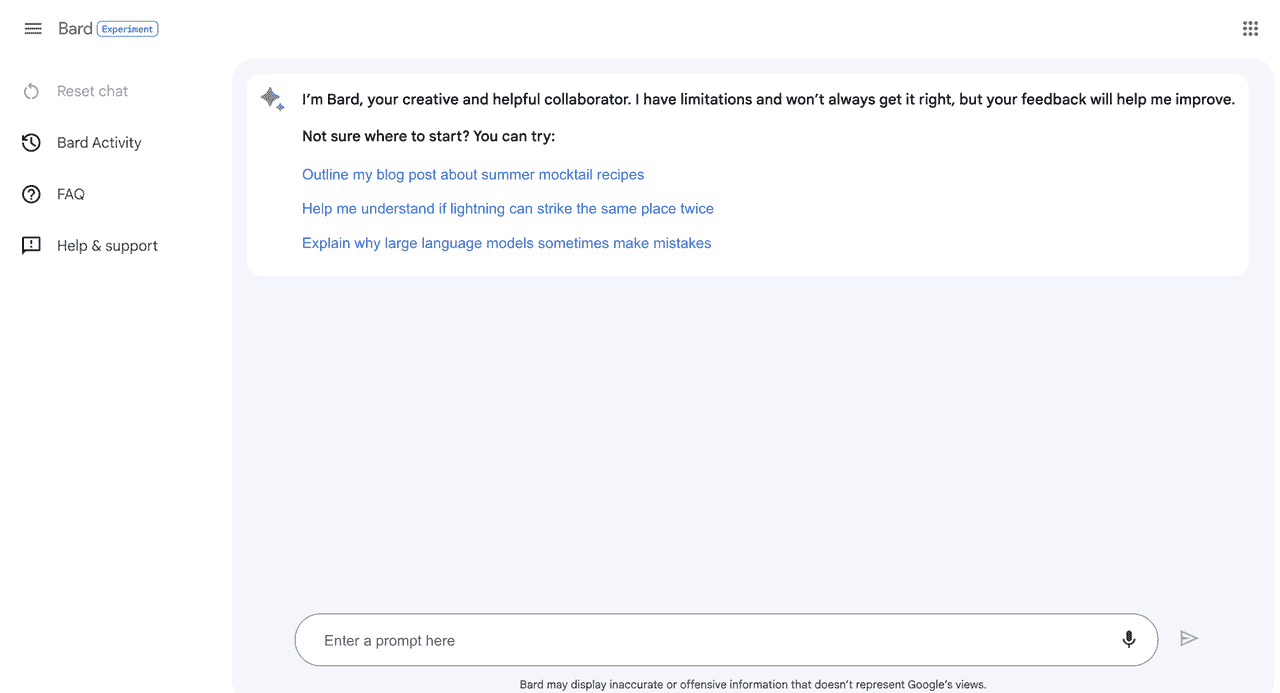 Bard Experiment
Reset chat
Bard Activity
FAQ
Help & support
I’m Bard, your creative and helpful collaborator. I have limitations and won’t always get it right, but your feedback will help me improve.
Not sure where to start? You can try:
Outline my blog post about summer mocktail recipes
Help me understand if lightning can strike the same place twice
Explain why large language models sometimes make mistakes
Enter a prompt here
Bard may display inaccurate or offensive information that doesn’t represent Google’s views.